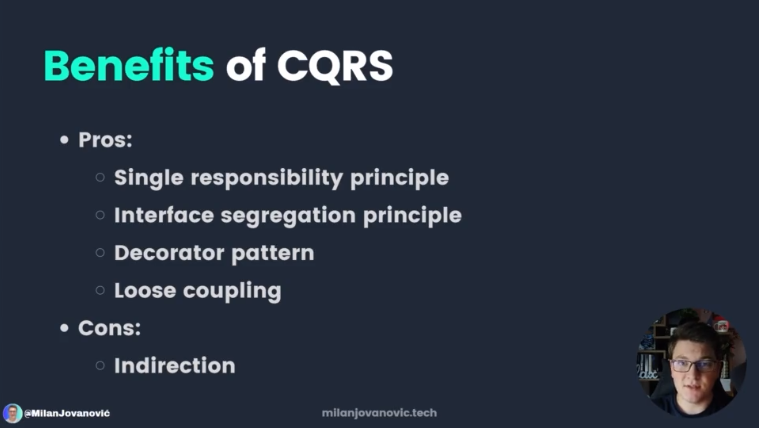 Benefits of CQRS
Pros:
Single responsibility principle
Interface segregation principle
Decorator pattern
Loose coupling
Cons:
Indirection
@MilanJovanović
milanjovanovic.tech